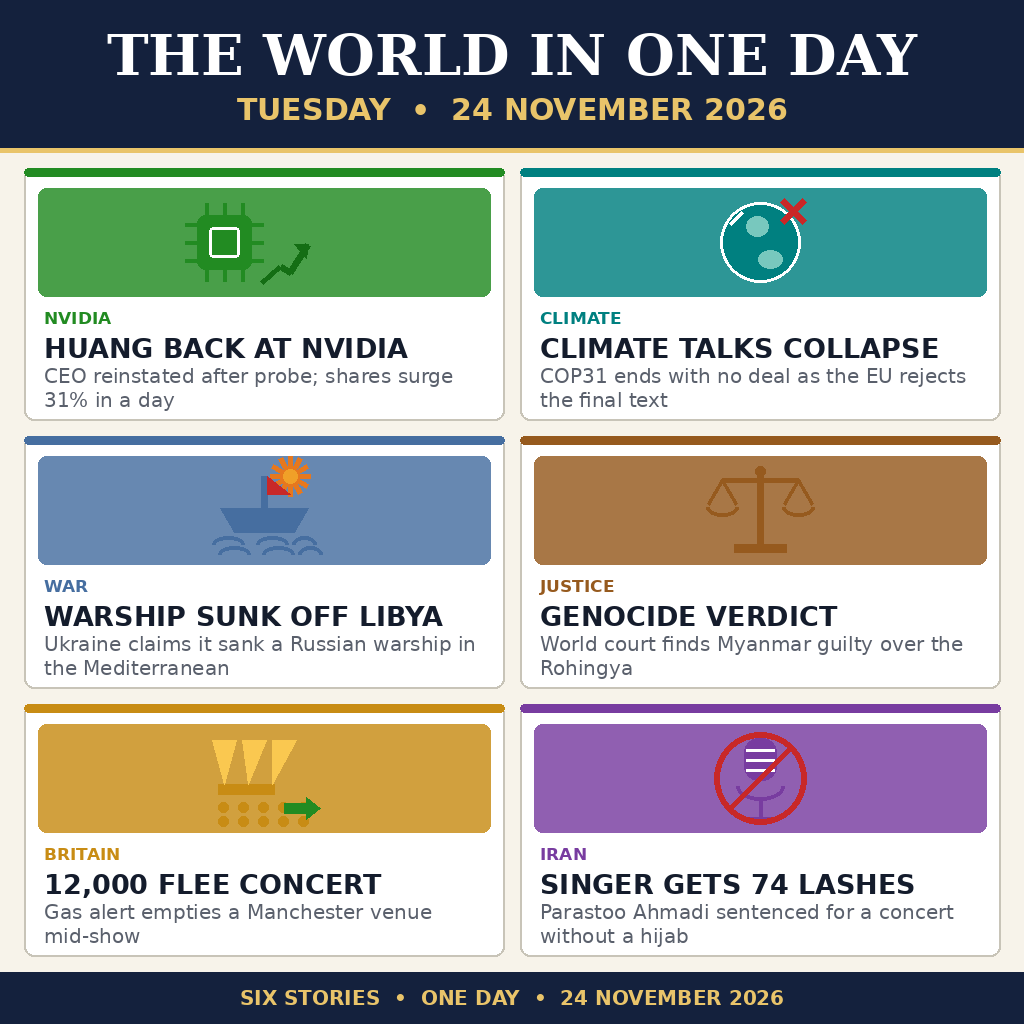 THE WORLD IN ONE DAY
TUESDAY • 24 NOVEMBER 2026
NVIDIA
HUANG BACK AT NVIDIA
CEO reinstated after probe; shares surge
31% in a day
CLIMATE
CLIMATE TALKS COLLAPSE
COP31 ends with no deal as the EU rejects
the final text
WAR
WARSHIP SUNK OFF LIBYA
Ukraine claims it sank a Russian warship in
the Mediterranean
JUSTICE
GENOCIDE VERDICT
World court finds Myanmar guilty over the
Rohingya
BRITAIN
12,000 FLEE CONCERT
Gas alert empties a Manchester venue
mid-show
IRAN
SINGER GETS 74 LASHES
Parastoo Ahmadi sentenced for a concert
without a hijab
SIX STORIES • ONE DAY • 24 NOVEMBER 2026